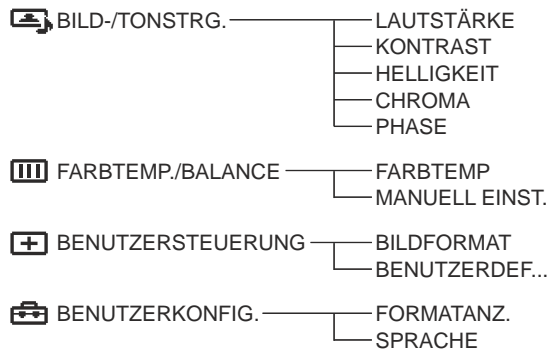 BILD-/TONSTRG. LAUTSTÄRKE
KONTRAST
HELLIGKEIT
CHROMA
PHASE
FARBTEMP./BALANCE FARBTEMP
MANUELL EINST.
BENUTZERSTEUERUNG BILDFORMAT
BENUTZERDEF...
BENUTZERKONFIG. FORMATANZ.
SPRACHE